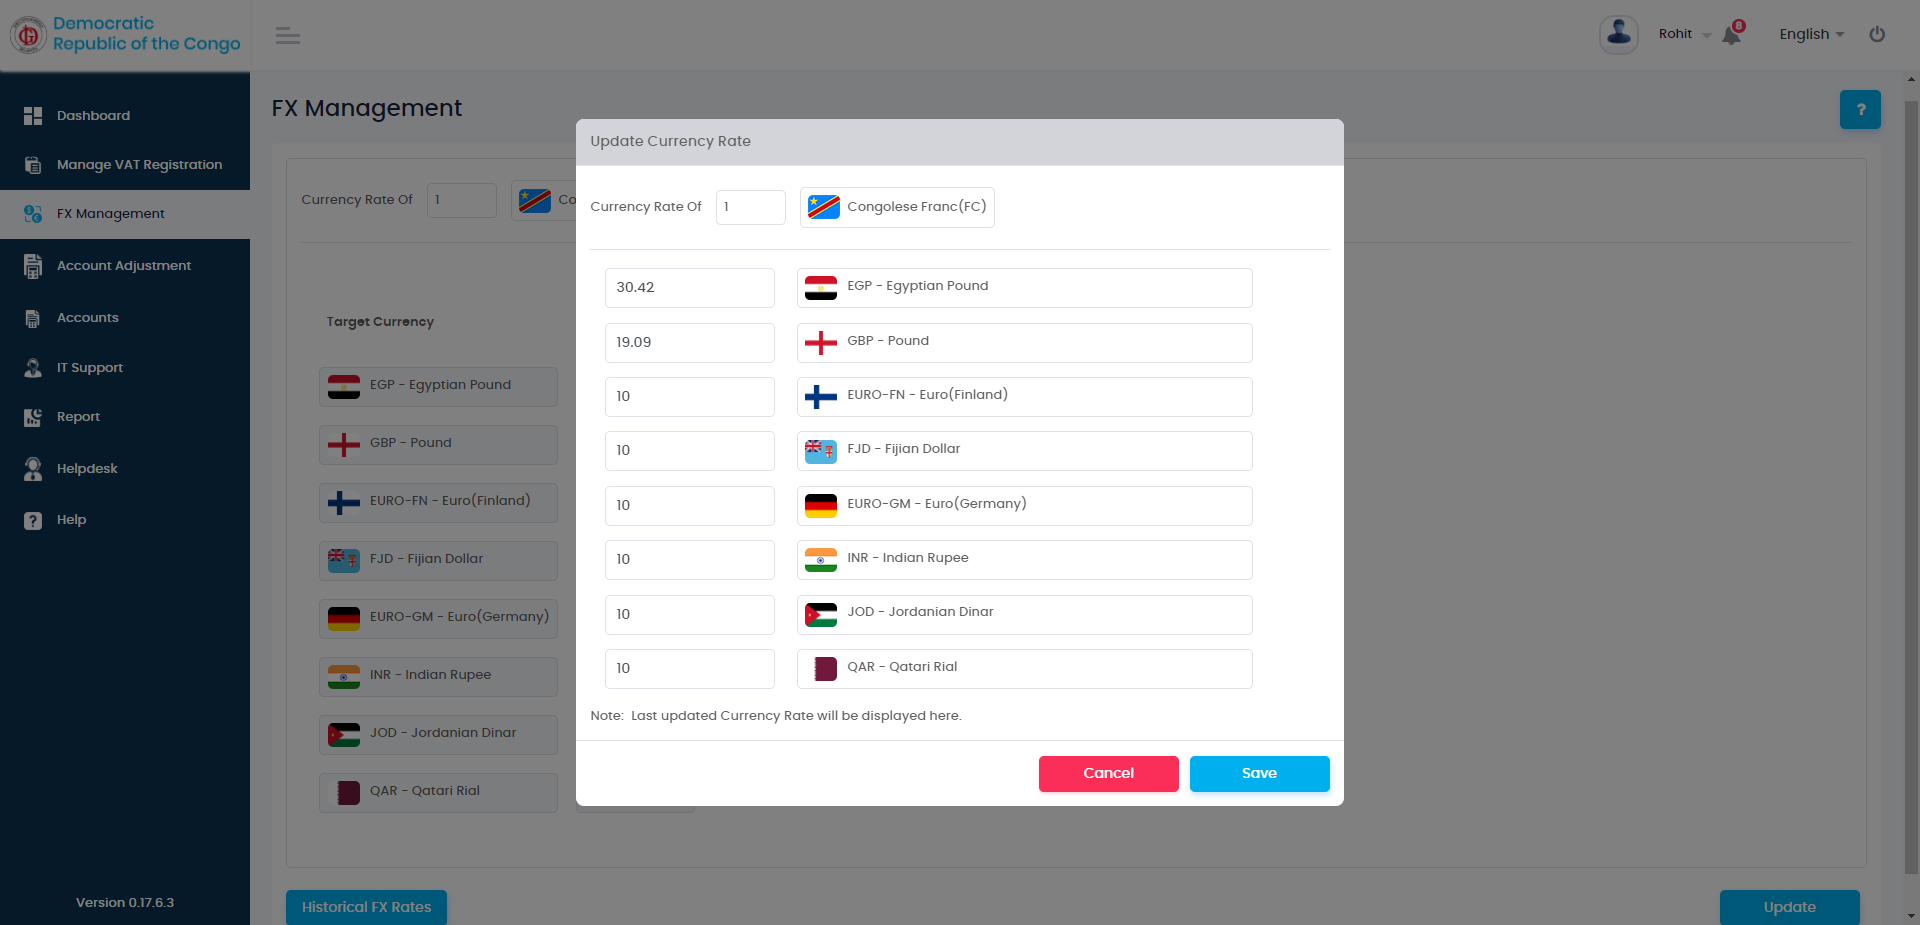 Democratic
Republic of the Congo
Rohit
8
English
Dashboard
Manage VAT Registration
FX Management
Account Adjustment
Accounts
IT Support
Report
Helpdesk
Help
Version 0.17.6.3
FX Management
?
Currency Rate Of 1 Co
Target Currency
EGP - Egyptian Pound
GBP - Pound
EURO-FN - Euro(Finland)
FJD - Fijian Dollar
EURO-GM - Euro(Germany)
INR - Indian Rupee
JOD - Jordanian Dinar
QAR - Qatari Rial
Historical FX Rates
Update
Update Currency Rate
Currency Rate Of 1 Congolese Franc(FC)
30.42 EGP - Egyptian Pound
19.09 GBP - Pound
10 EURO-FN - Euro(Finland)
10 FJD - Fijian Dollar
10 EURO-GM - Euro(Germany)
10 INR - Indian Rupee
10 JOD - Jordanian Dinar
10 QAR - Qatari Rial
Note: Last updated Currency Rate will be displayed here.
Cancel
Save